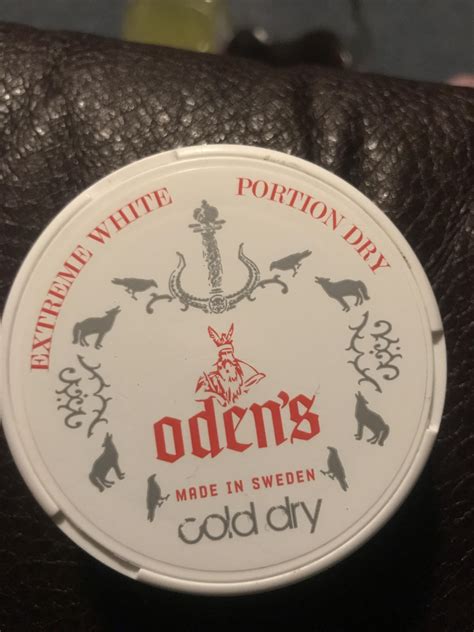 EXTREME WHITE PORTION DRY
oden's
MADE IN SWEDEN
cold dry